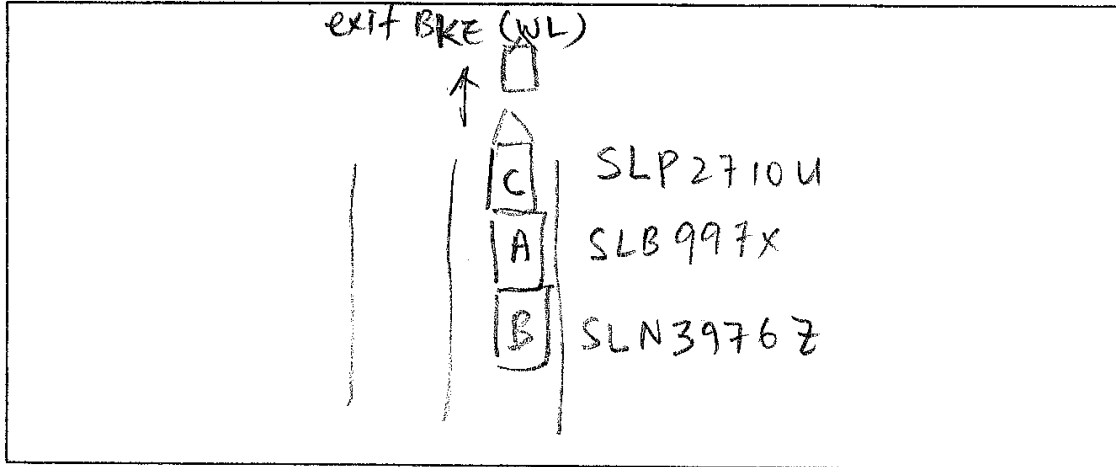 exit BKE (WL)
C SLP2710U
A SLB997X
B SLN3976Z